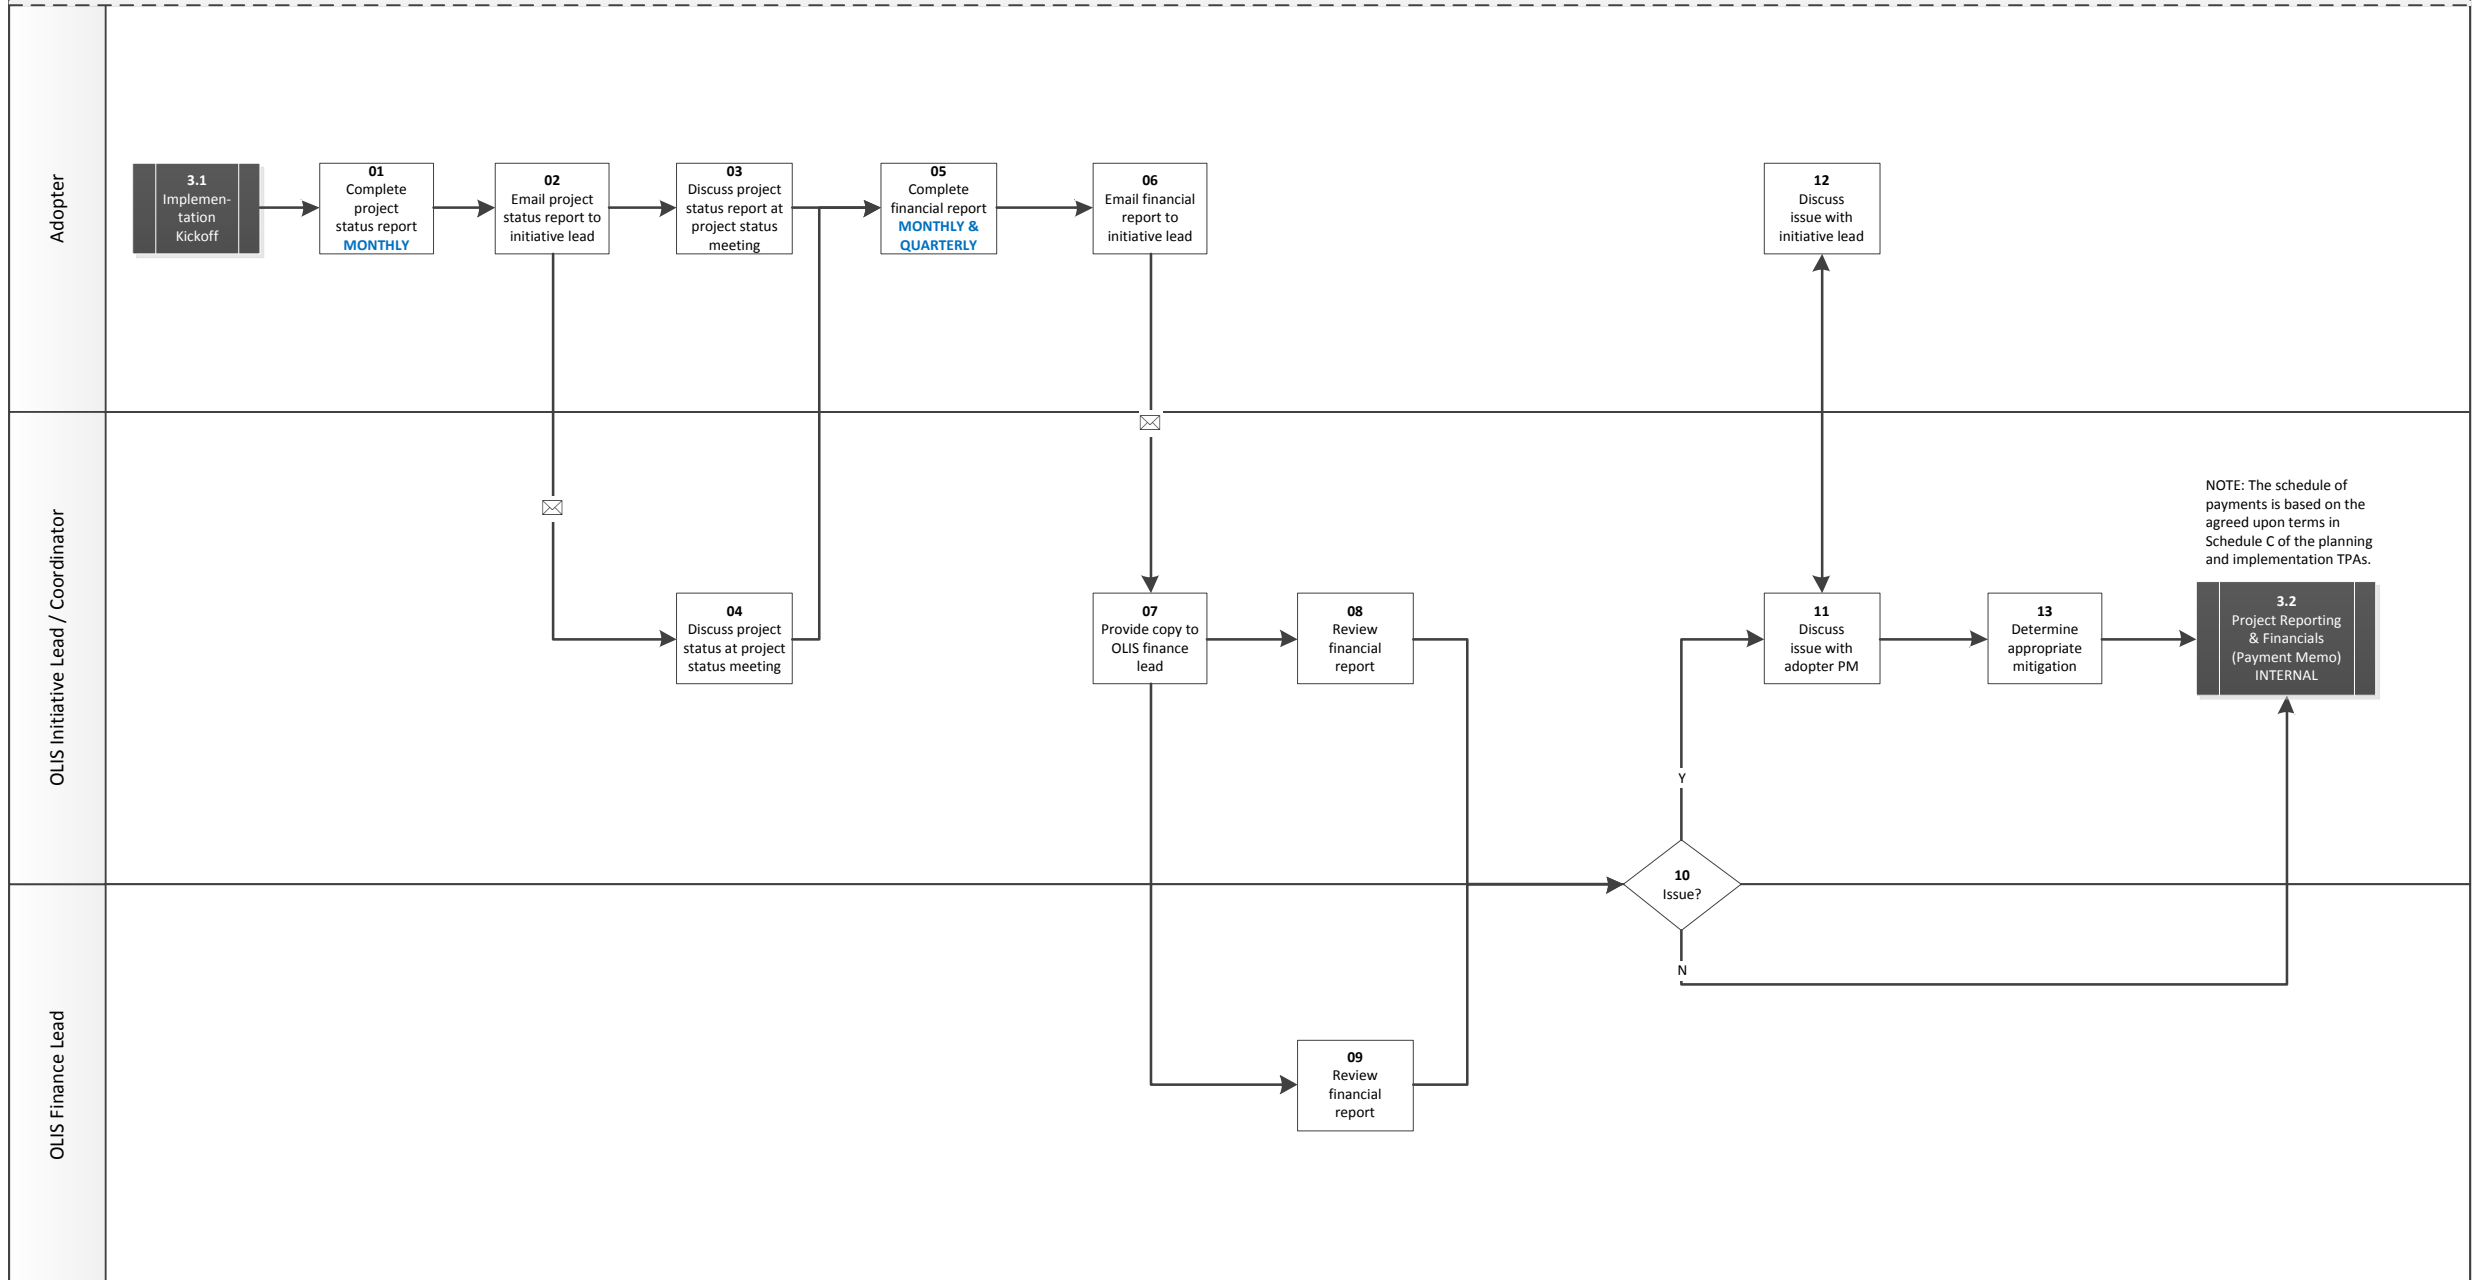 Adopter
3.1
Implemen-
tation
Kickoff
01
Complete
project
status report
MONTHLY
02
Email project
status report to
initiative lead
03
Discuss project
status report at
project status
meeting
05
Complete
financial report
MONTHLY &
QUARTERLY
06
Email financial
report to
initiative lead
12
Discuss
issue with
initiative lead
OLIS Initiative Lead / Coordinator
04
Discuss project
status at project
status meeting
07
Provide copy to
OLIS finance
lead
08
Review
financial
report
11
Discuss
issue with
adopter PM
13
Determine
appropriate
mitigation
NOTE: The schedule of
payments is based on the
agreed upon terms in
Schedule C of the planning
and implementation TPAs.
3.2
Project Reporting
& Financials
(Payment Memo)
INTERNAL
Y
10
Issue?
N
OLIS Finance Lead
09
Review
financial
report